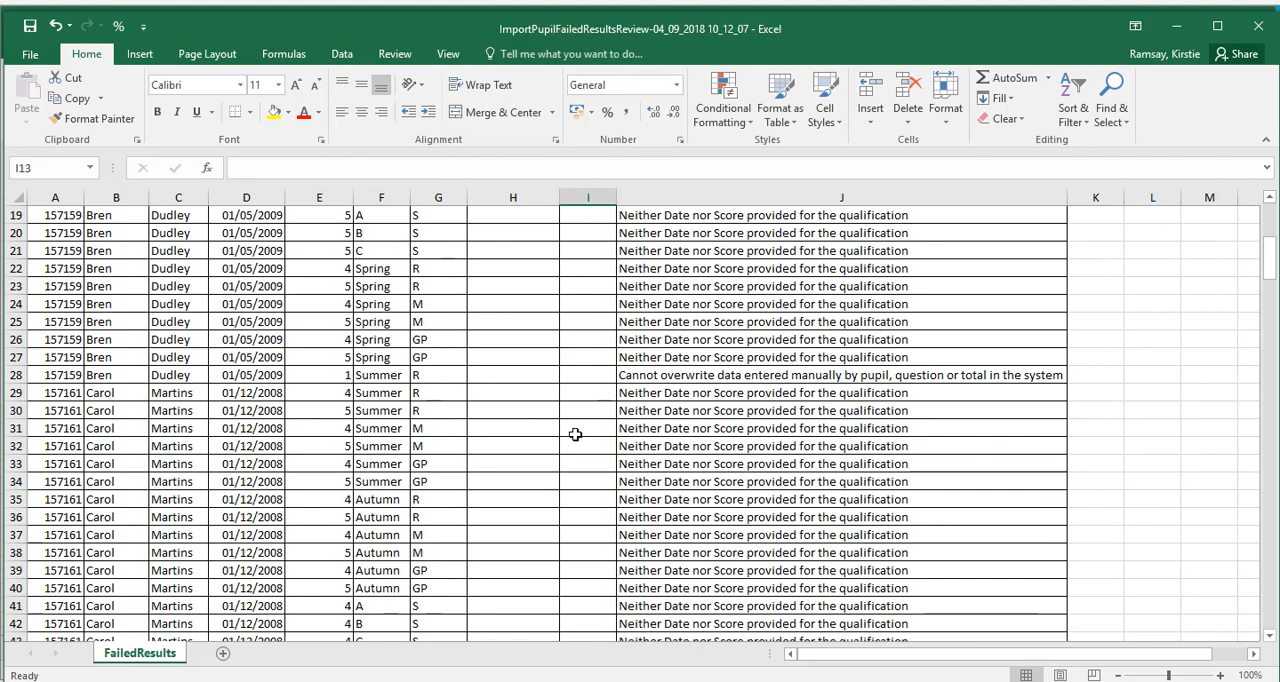 ImportPupilFailedResultsReview-04_09_2018 10_12_07 - Excel
File Home Insert Page Layout Formulas Data Review View Tell me what you want to do... Ramsay, Kirstie Share
Paste
Cut
Copy
Format Painter
Clipboard
Calibri 11
B I U
Font
Wrap Text
Merge & Center
Alignment
General
%
Number
Conditional Formatting
Format as Table
Cell Styles
Styles
Insert Delete Format
Cells
AutoSum
Fill
Clear
Sort & Filter
Find & Select
Editing
I13 fx
A B C D E F G H I J K L M
19 157159 Bren Dudley 01/05/2009 5 A S Neither Date nor Score provided for the qualification
20 157159 Bren Dudley 01/05/2009 5 B S Neither Date nor Score provided for the qualification
21 157159 Bren Dudley 01/05/2009 5 C S Neither Date nor Score provided for the qualification
22 157159 Bren Dudley 01/05/2009 4 Spring R Neither Date nor Score provided for the qualification
23 157159 Bren Dudley 01/05/2009 5 Spring R Neither Date nor Score provided for the qualification
24 157159 Bren Dudley 01/05/2009 4 Spring M Neither Date nor Score provided for the qualification
25 157159 Bren Dudley 01/05/2009 5 Spring M Neither Date nor Score provided for the qualification
26 157159 Bren Dudley 01/05/2009 4 Spring GP Neither Date nor Score provided for the qualification
27 157159 Bren Dudley 01/05/2009 5 Spring GP Neither Date nor Score provided for the qualification
28 157159 Bren Dudley 01/05/2009 1 Summer R Cannot overwrite data entered manually by pupil, question or total in the system
29 157161 Carol Martins 01/12/2008 4 Summer R Neither Date nor Score provided for the qualification
30 157161 Carol Martins 01/12/2008 5 Summer R Neither Date nor Score provided for the qualification
31 157161 Carol Martins 01/12/2008 4 Summer M Neither Date nor Score provided for the qualification
32 157161 Carol Martins 01/12/2008 5 Summer M Neither Date nor Score provided for the qualification
33 157161 Carol Martins 01/12/2008 4 Summer GP Neither Date nor Score provided for the qualification
34 157161 Carol Martins 01/12/2008 5 Summer GP Neither Date nor Score provided for the qualification
35 157161 Carol Martins 01/12/2008 4 Autumn R Neither Date nor Score provided for the qualification
36 157161 Carol Martins 01/12/2008 5 Autumn R Neither Date nor Score provided for the qualification
37 157161 Carol Martins 01/12/2008 4 Autumn M Neither Date nor Score provided for the qualification
38 157161 Carol Martins 01/12/2008 5 Autumn M Neither Date nor Score provided for the qualification
39 157161 Carol Martins 01/12/2008 4 Autumn GP Neither Date nor Score provided for the qualification
40 157161 Carol Martins 01/12/2008 5 Autumn GP Neither Date nor Score provided for the qualification
41 157161 Carol Martins 01/12/2008 4 A S Neither Date nor Score provided for the qualification
42 157161 Carol Martins 01/12/2008 4 B S Neither Date nor Score provided for the qualification
43 157161 Carol Martins 01/12/2008 4 C S Neither Date nor Score provided for the qualification
FailedResults
Ready 100%